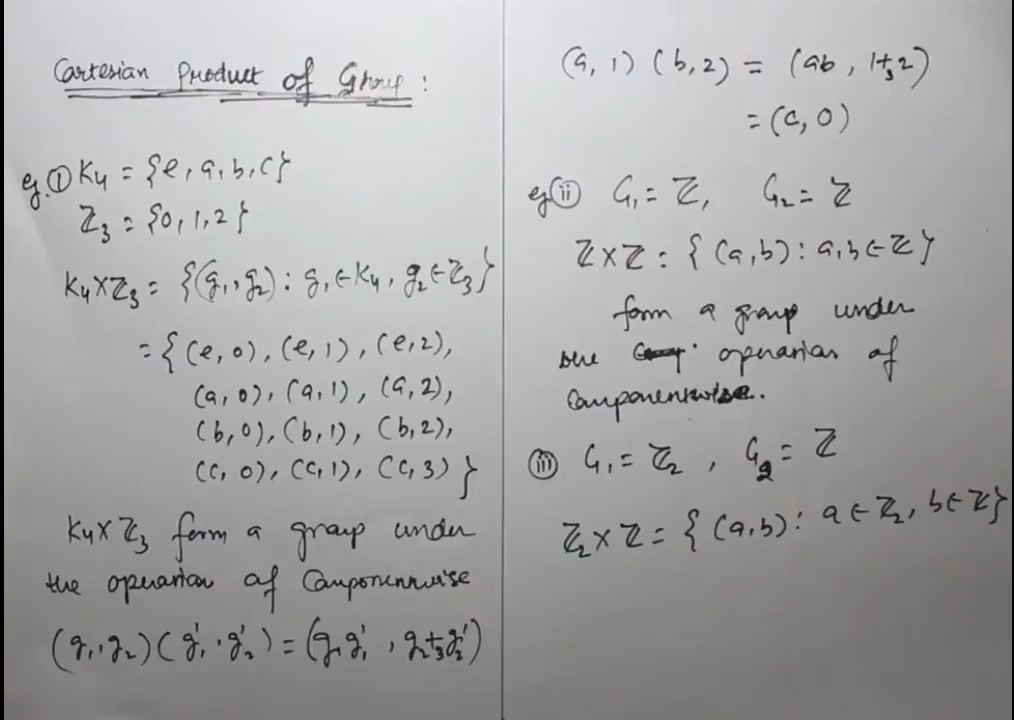 Cartesian Product of Group :
eg. ① K₄ = {e, a, b, c}
ℤ₃ = {0, 1, 2}
K₄×ℤ₃ = {(g₁, g₂) : g₁ ∈ K₄, g₂ ∈ ℤ₃}
= {(e, 0), (e, 1), (e, 2),
(a, 0), (a, 1), (a, 2),
(b, 0), (b, 1), (b, 2),
(c, 0), (c, 1), (c, 3)}
K₄× ℤ₃ form a group under
the operation of Componentwise
(g₁, g₂) (g₁', g₂') = (g₁g₁', g₂ +₃ g₂')
(a, 1) (b, 2) = (ab, 1 +₃ 2)
= (c, 0)
eg ⅱ G₁ = ℤ, G₂ = ℤ
ℤ×ℤ = { (a, b) : a, b ∈ ℤ}
form a group under
the operation of
Componentwise.
ⅲ G₁ = ℤ₂ , G₂ = ℤ
ℤ₂ × ℤ = { (a, b) : a ∈ ℤ₂, b ∈ ℤ}